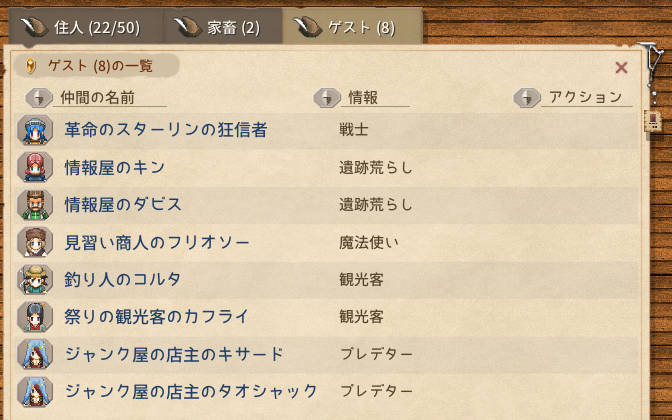 住人 (22/50) 家畜 (2) ゲスト (8)
ゲスト (8)の一覧
仲間の名前 情報 アクション
革命のスターリンの狂信者 戦士
情報屋のキン 遺跡荒らし
情報屋のダビス 遺跡荒らし
見習い商人のフリオソー 魔法使い
釣り人のコルタ 観光客
祭りの観光客のカフライ 観光客
ジャンク屋の店主のキサード プレデター
ジャンク屋の店主のタオシャック プレデター